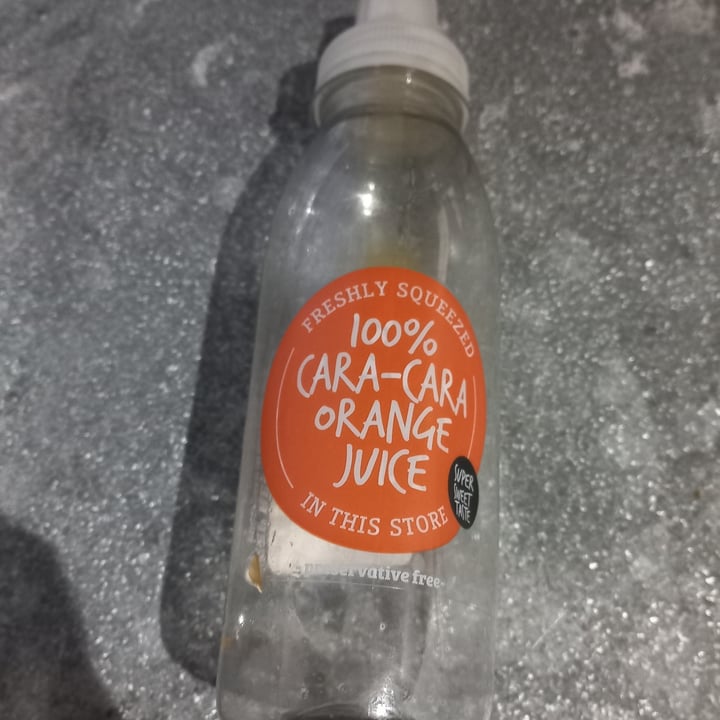 FRESHLY SQUEEZED
100%
CARA-CARA
ORANGE
JUICE
IN THIS STORE
SUPER
SWEET
TASTE
preservative free-